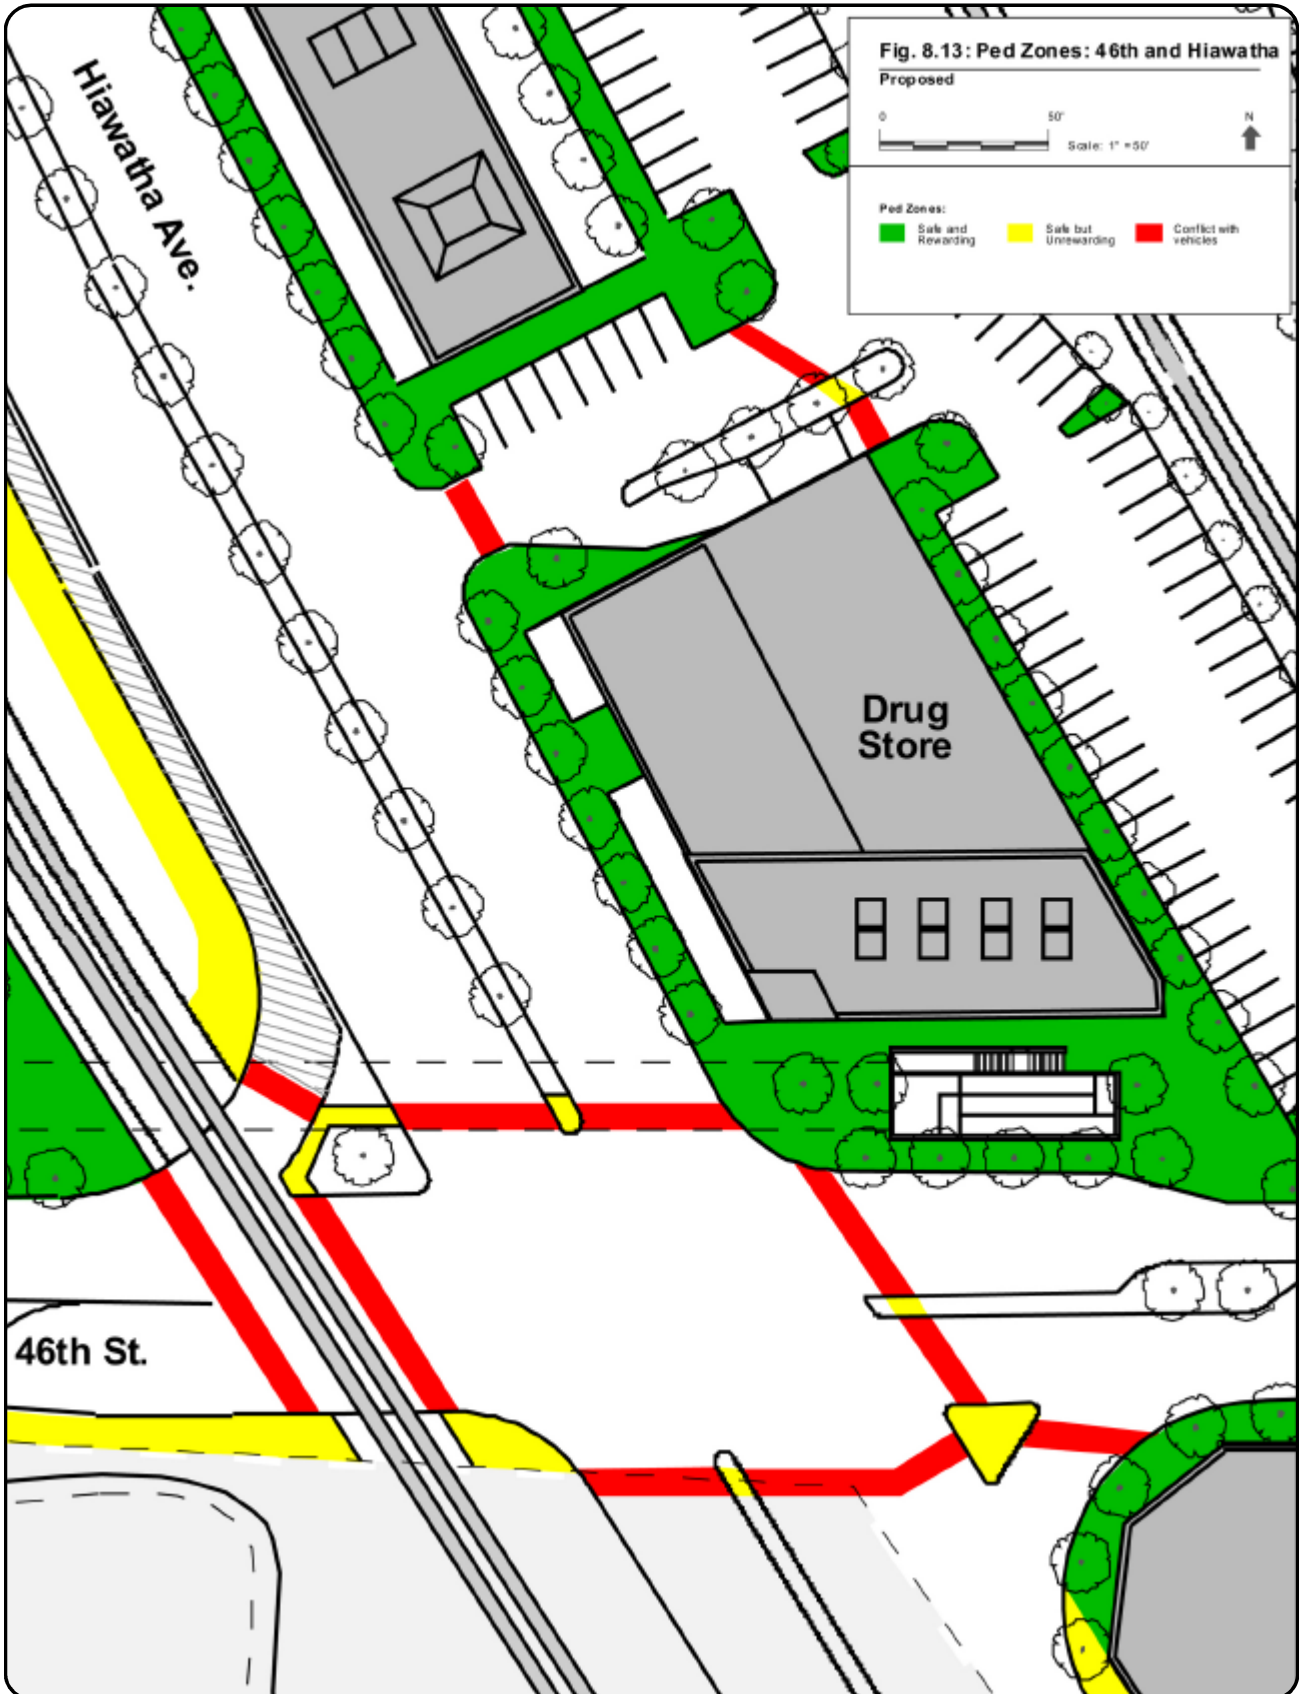 Fig. 8.13: Ped Zones: 46th and Hiawatha
Proposed
0 50' N
Scale: 1" =50'
Ped Zones:
Safe and
Rewarding
Safe but
Unrewarding
Conflict with
vehicles
Hiawatha Ave.
Drug
Store
46th St.